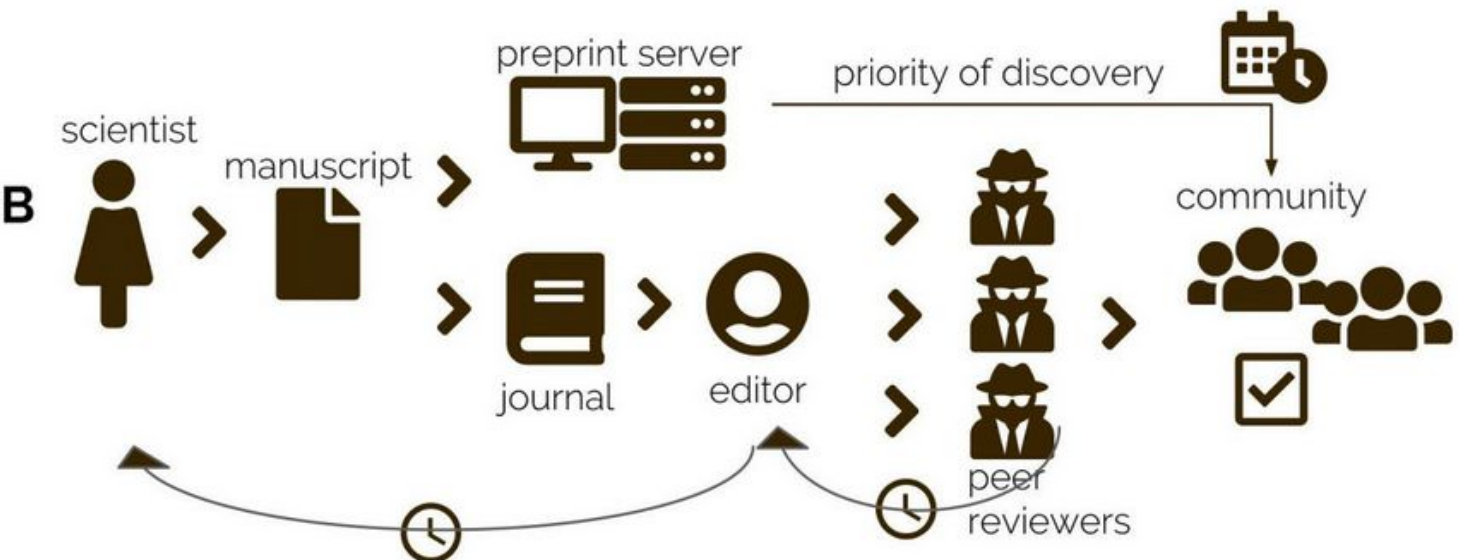 preprint server
priority of discovery
scientist
manuscript
B
community
journal
editor
peer
reviewers